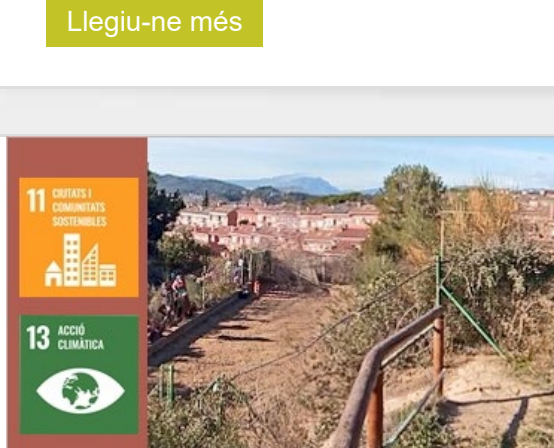 Llegiu-ne més
11 CIUTATS I
COMUNITATS
SOSTENIBLES
13 ACCIÓ
CLIMÀTICA